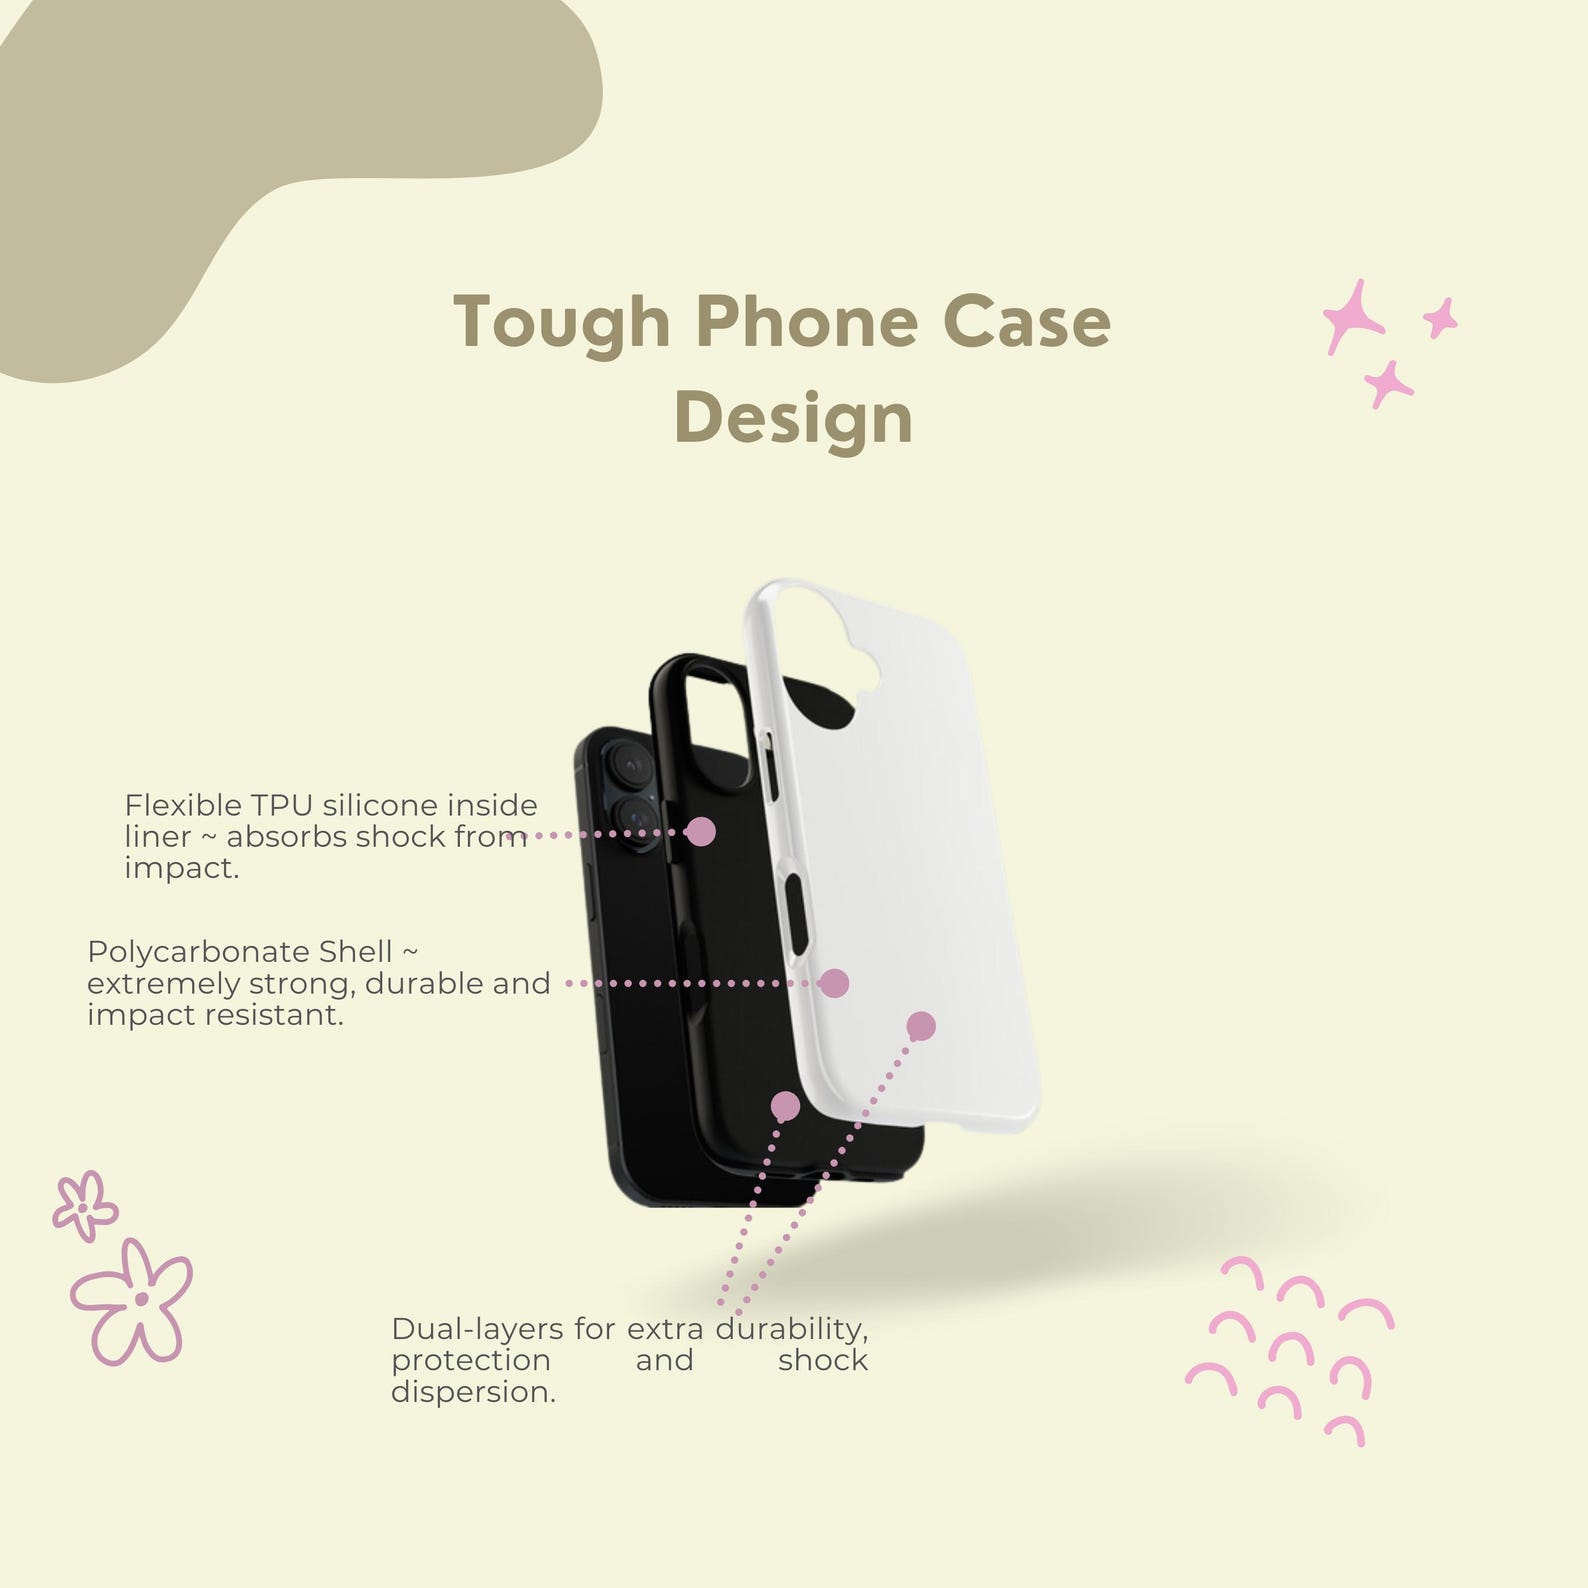 Tough Phone Case
Design
Flexible TPU silicone inside
liner ~ absorbs shock from
impact.
Polycarbonate Shell ~
extremely strong, durable and
impact resistant.
Dual-layers for extra durability,
protection and shock
dispersion.